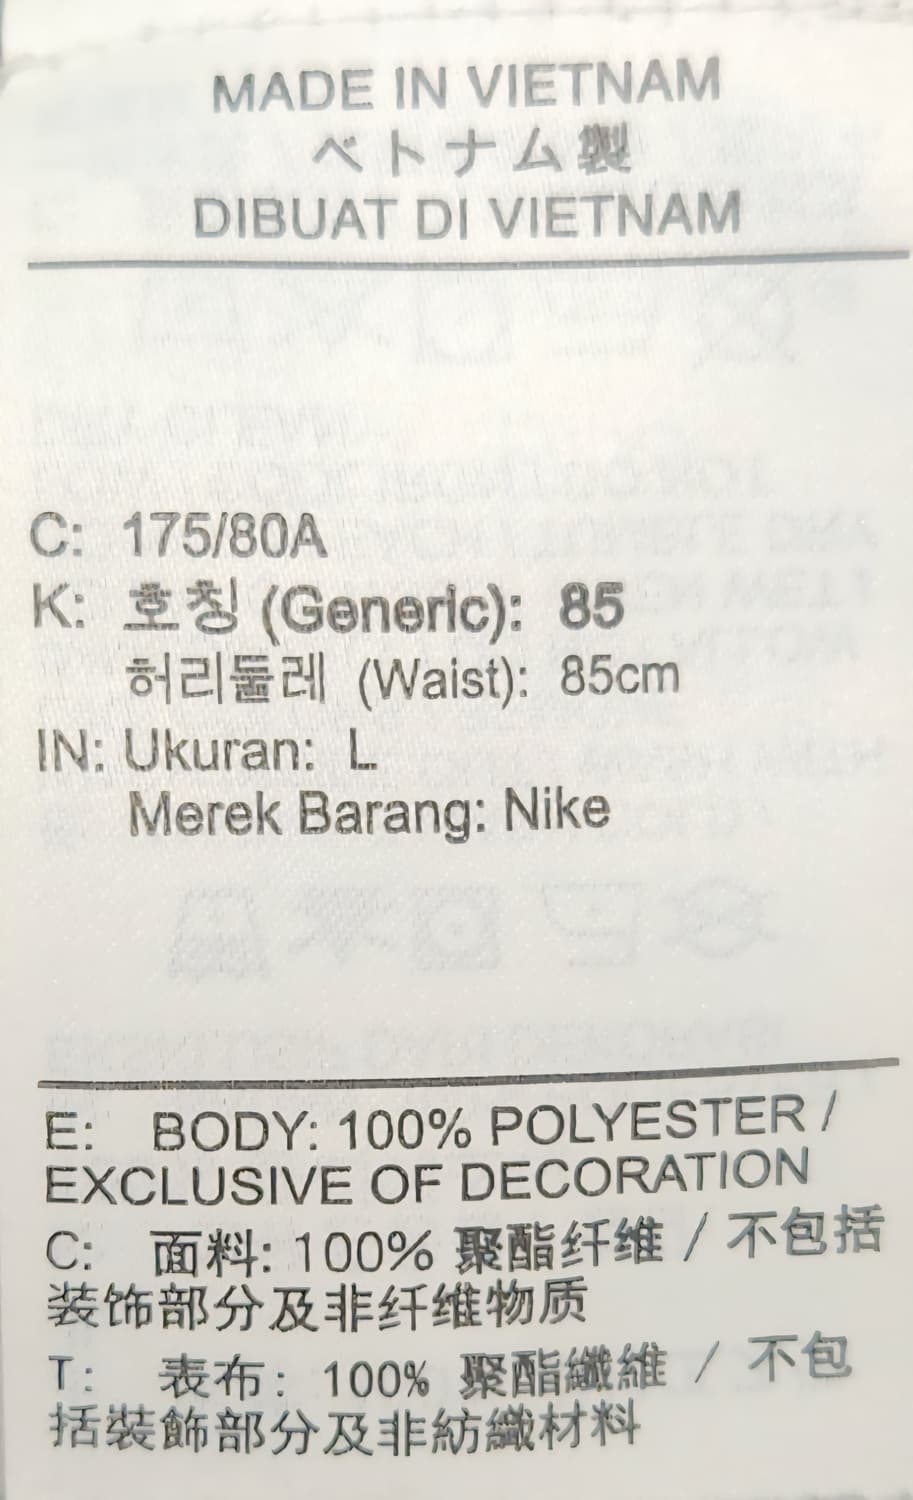 MADE IN VIETNAM
ベトナム製
DIBUAT DI VIETNAM
C: 175/80A
K: 호칭 (Generic): 85
허리둘레 (Waist): 85cm
IN: Ukuran: L
Merek Barang: Nike
E: BODY: 100% POLYESTER /
EXCLUSIVE OF DECORATION
C: 面料: 100% 聚酯纤维 / 不包括
装饰部分及非纤维物质
T: 表布: 100% 聚酯纖維 / 不包
括裝飾部分及非紡織材料